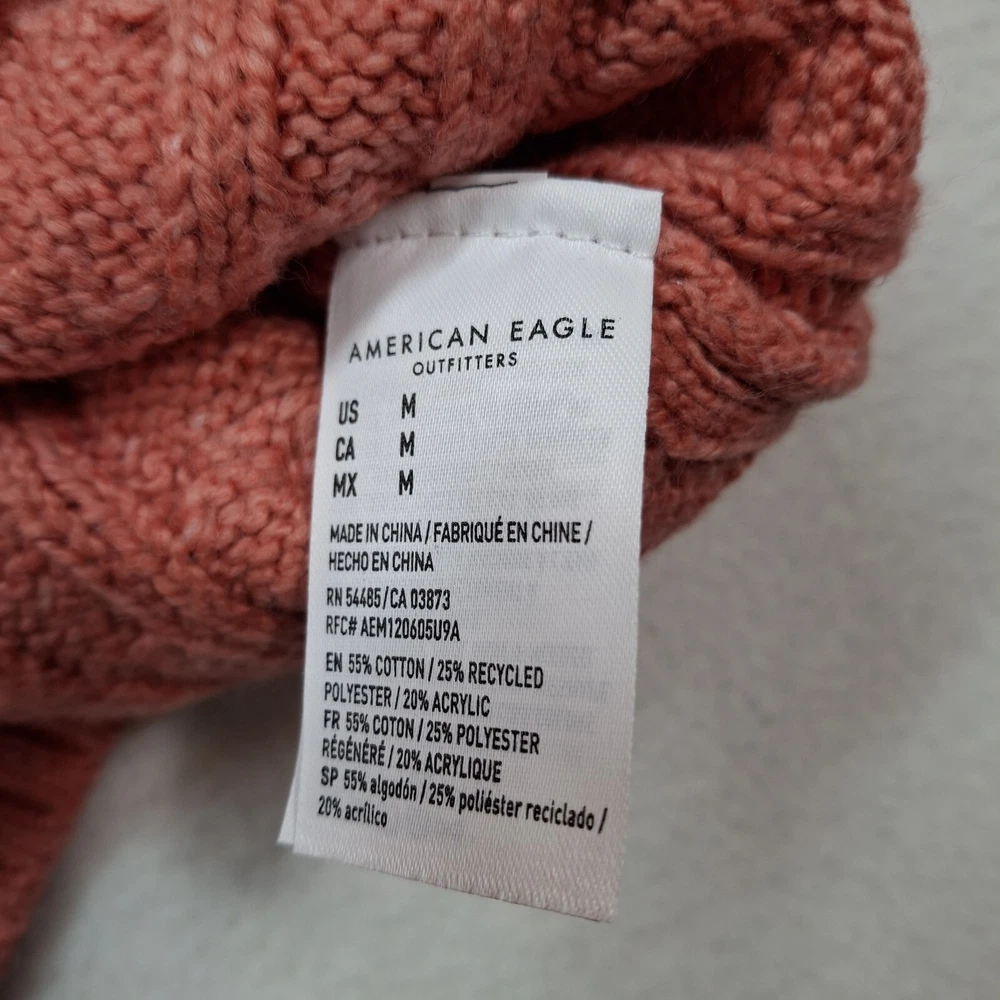 AMERICAN EAGLE
OUTFITTERS
US M
CA M
MX M
MADE IN CHINA / FABRIQUÉ EN CHINE /
HECHO EN CHINA
RN 54485 / CA 03873
RFC# AEM120605U9A
EN 55% COTTON / 25% RECYCLED
POLYESTER / 20% ACRYLIC
FR 55% COTON / 25% POLYESTER
RÉGÉNÉRÉ / 20% ACRYLIQUE
SP 55% algodón / 25% poliéster reciclado /
20% acrílico